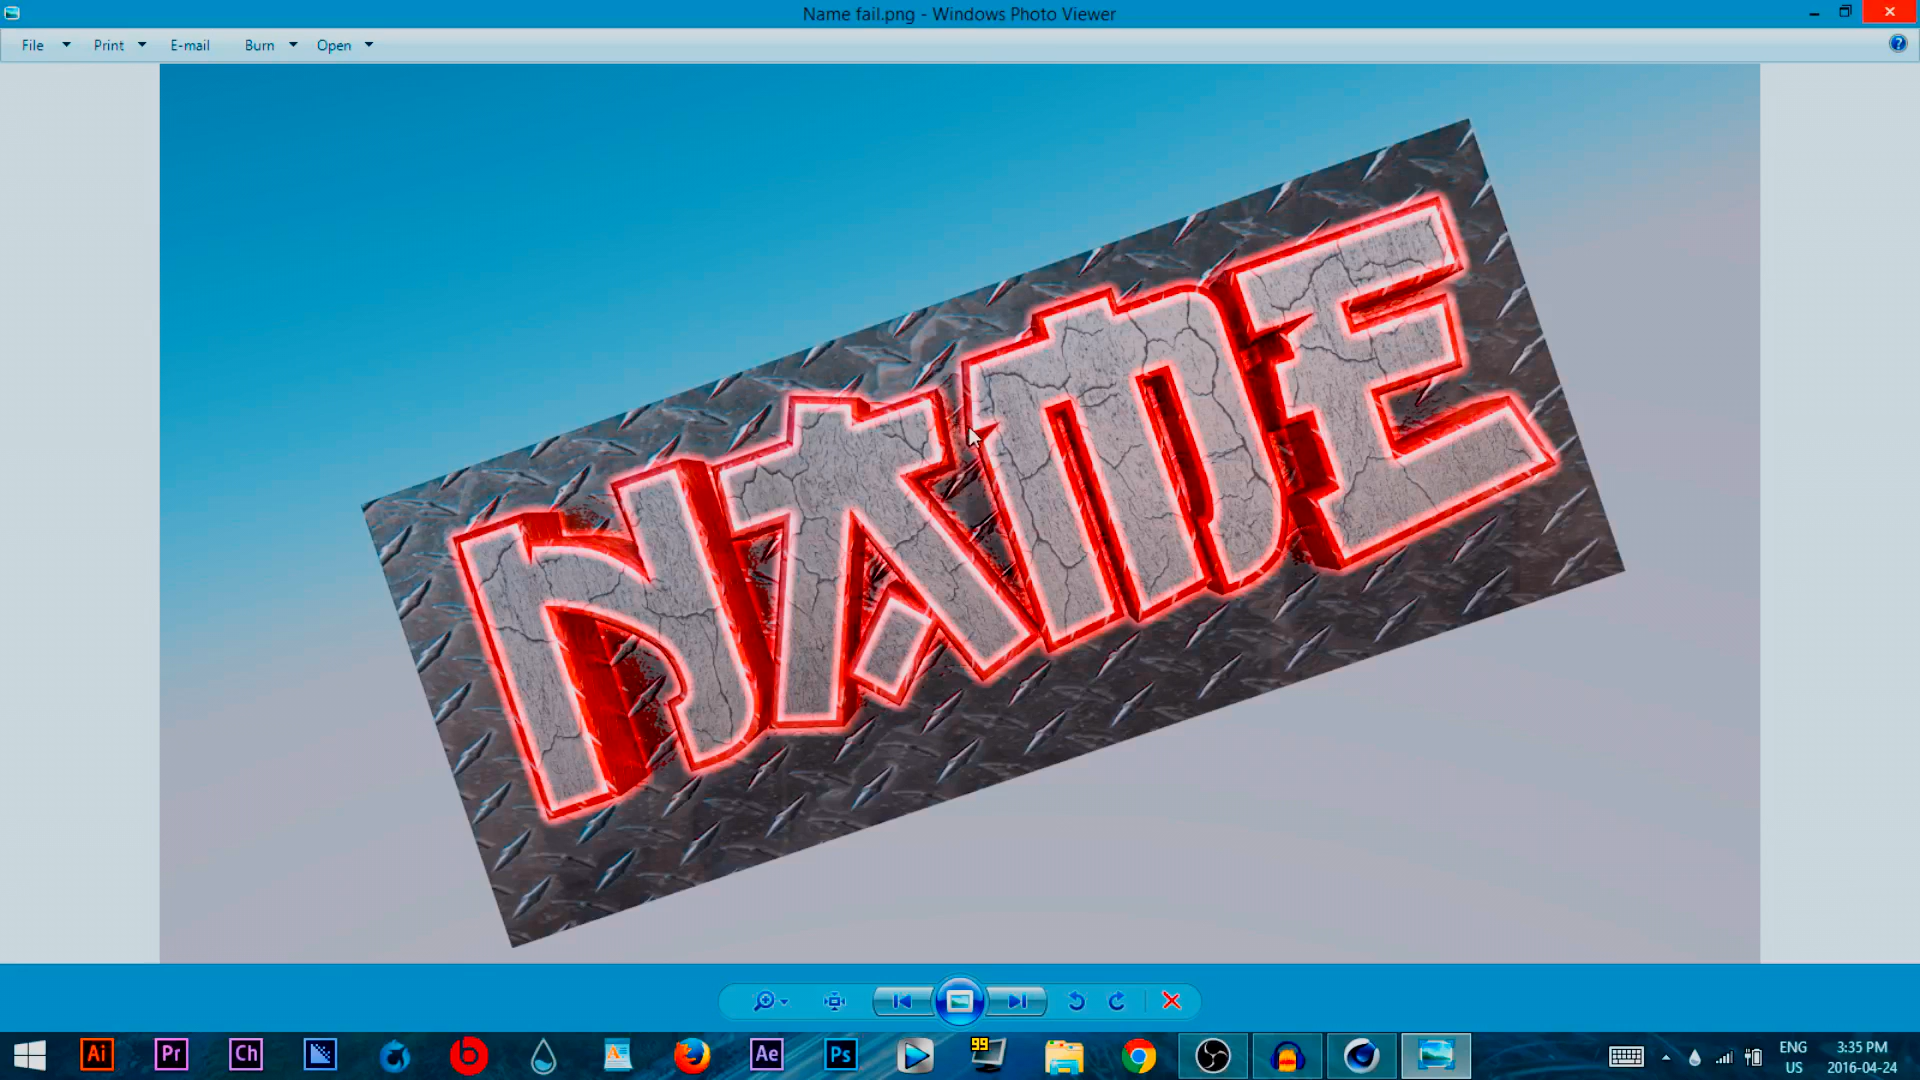 Name fail.png - Windows Photo Viewer
File Print E-mail Burn Open
NAME
Ai Pr Ch Ae Ps 99 ENG US 3:35 PM 2016-04-24